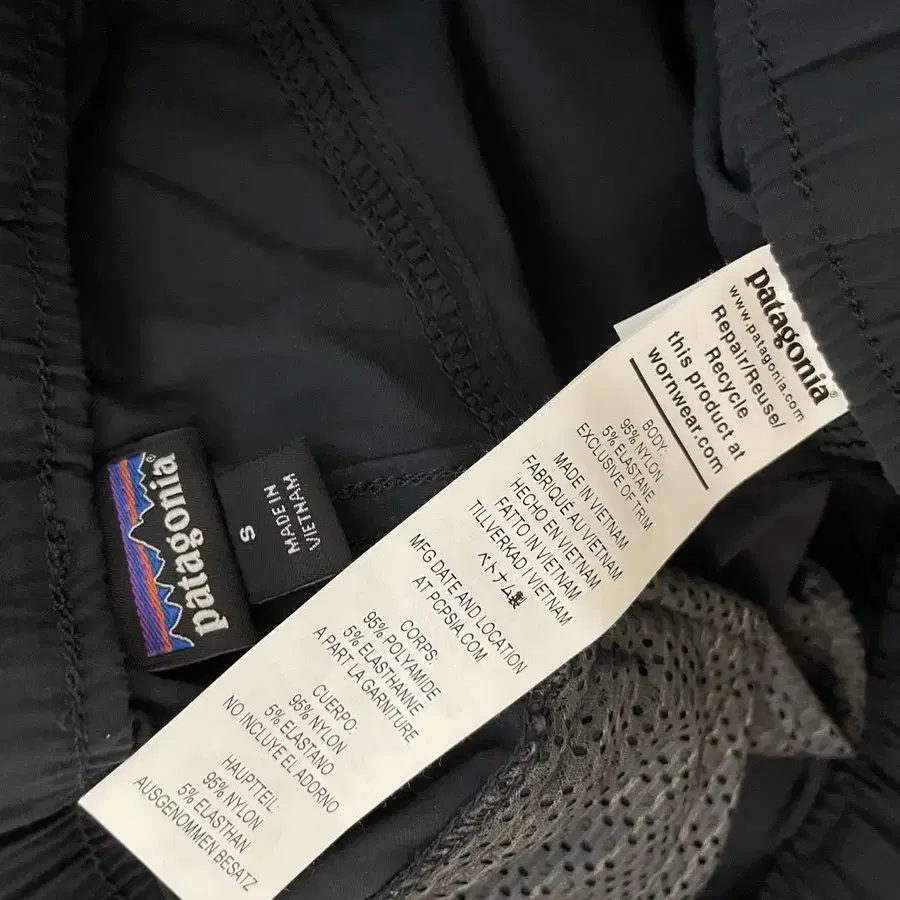 patagonia®
S
MADE IN
VIETNAM
patagonia®
www.patagonia.com
Repair/Reuse/
Recycle
this product at
wornwear.com
BODY:
95% NYLON
5% ELASTANE
EXCLUSIVE OF TRIM
MADE IN VIETNAM
FABRIQUE AU VIETNAM
HECHO EN VIETNAM
FATTO IN VIETNAM
TILLVERKAD I VIETNAM
ベトナム製
MFG DATE AND LOCATION
AT PCPSIA.COM
CORPS:
95% POLYAMIDE
5% ELASTHANNE
A PART LA GARNITURE
CUERPO:
95% NYLON
5% ELASTANO
NO INCLUYE EL ADORNO
HAUPTTEIL:
95% NYLON
5% ELASTHAN
AUSGENOMMEN BESATZ